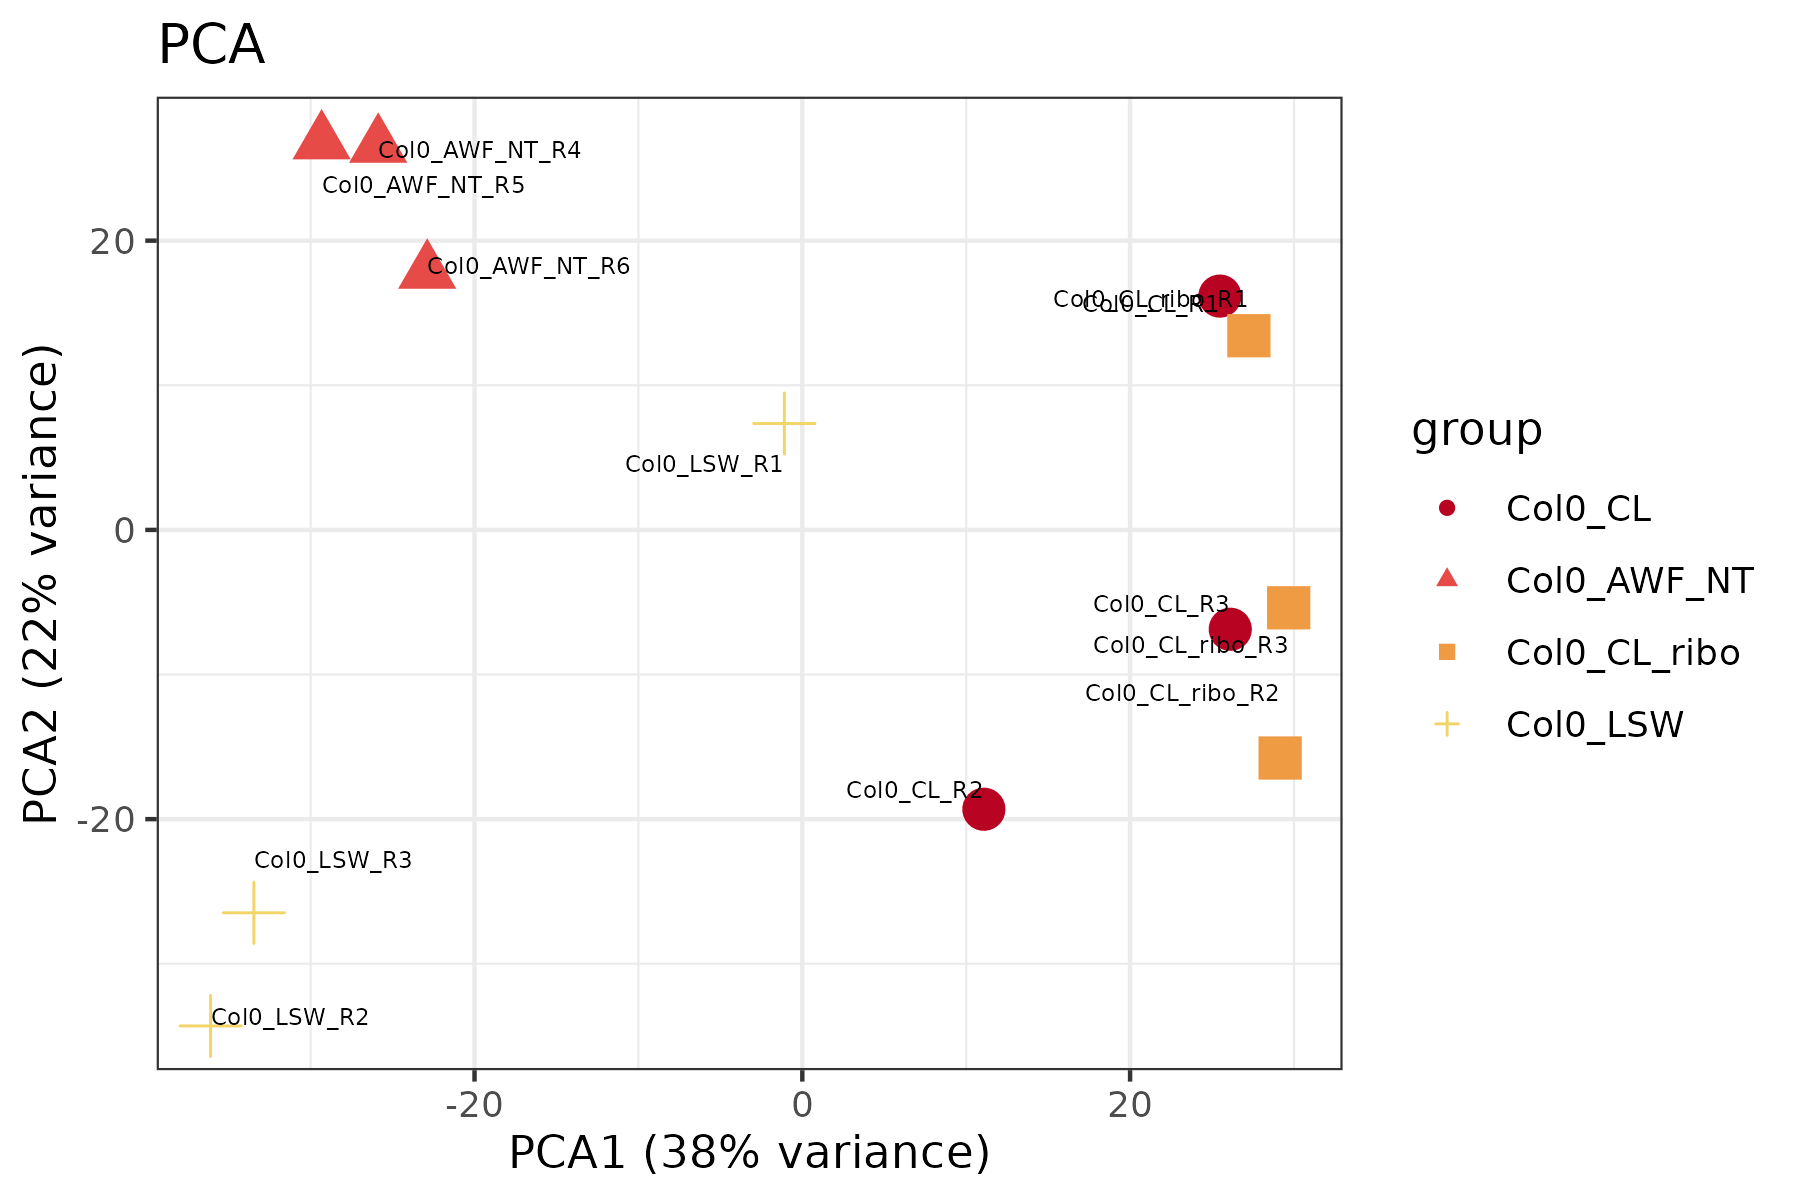 PCA
Col0_AWF_NT_R4
Col0_AWF_NT_R5
20
Col0_AWF_NT_R6
Col0_CL_ribo_R1
Col0_CL_R1
group
Col0_LSW_R1
Col0_CL
0
Col0_AWF_NT
Col0_CL_R3
Col0_CL_ribo_R3
Col0_CL_ribo
Col0_CL_ribo_R2
Col0_LSW
Col0_CL_R2
-20
Col0_LSW_R3
Col0_LSW_R2
PCA2 (22% variance)
-20
0
20
PCA1 (38% variance)